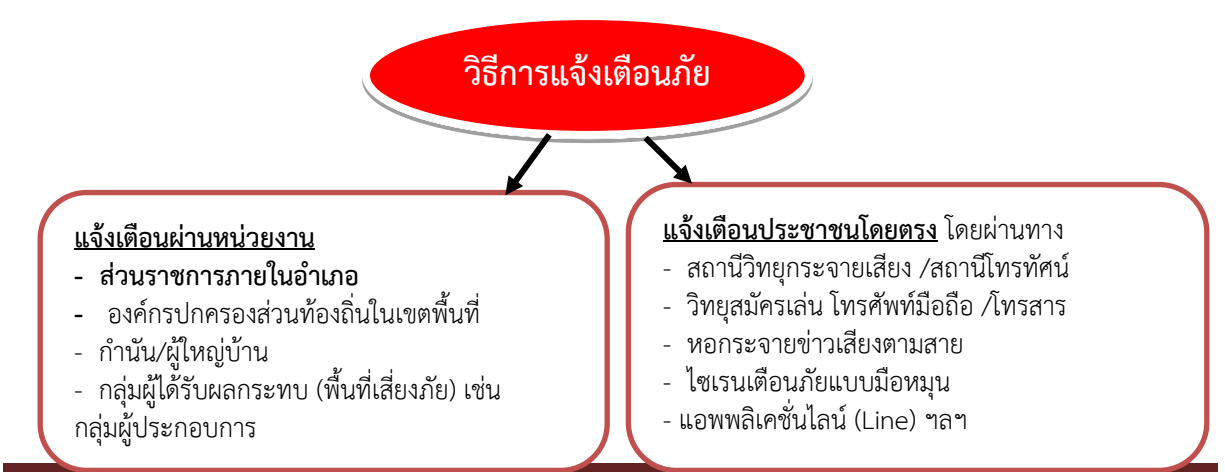 วิธีการแจ้งเตือนภัย
แจ้งเตือนผ่านหน่วยงาน
- ส่วนราชการภายในอำเภอ
- องค์กรปกครองส่วนท้องถิ่นในเขตพื้นที่
- กำนัน/ผู้ใหญ่บ้าน
- กลุ่มผู้ได้รับผลกระทบ (พื้นที่เสี่ยงภัย) เช่น
กลุ่มผู้ประกอบการ
แจ้งเตือนประชาชนโดยตรง โดยผ่านทาง
- สถานีวิทยุกระจายเสียง /สถานีโทรทัศน์
- วิทยุสมัครเล่น โทรศัพท์มือถือ /โทรสาร
- หอกระจายข่าวเสียงตามสาย
- ไซเรนเตือนภัยแบบมือหมุน
- แอพพลิเคชั่นไลน์ (Line) ฯลฯ